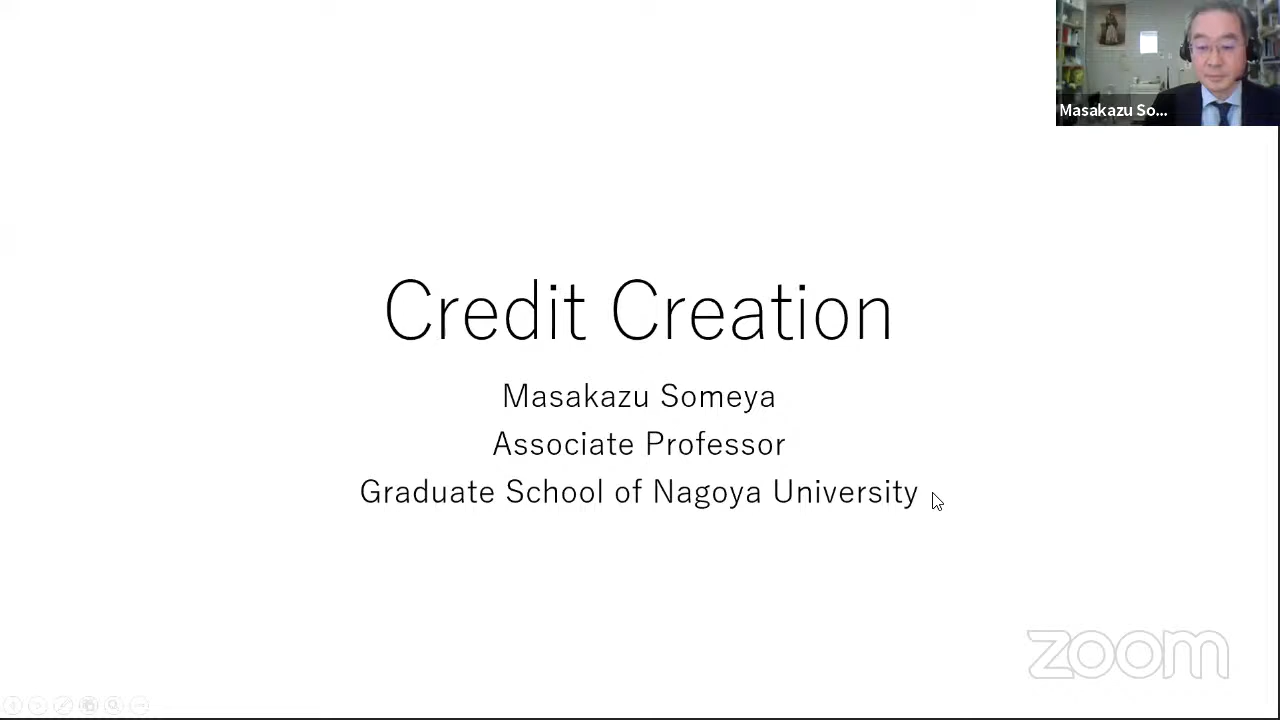 Masakazu So...
Credit Creation
Masakazu Someya
Associate Professor
Graduate School of Nagoya University
zoom